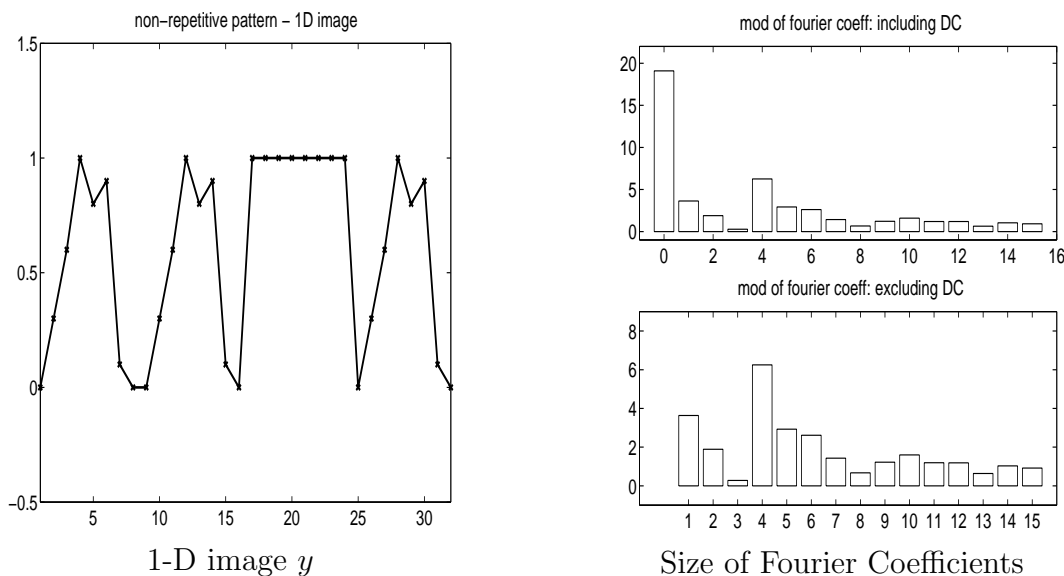 non-repetitive pattern - 1D image
1.5
1
0.5
0
-0.5
5 10 15 20 25 30
1-D image y
mod of fourier coeff: including DC
20
15
10
5
0
0 2 4 6 8 10 12 14 16
mod of fourier coeff: excluding DC
8
6
4
2
0
1 2 3 4 5 6 7 8 9 10 11 12 13 14 15
Size of Fourier Coefficients